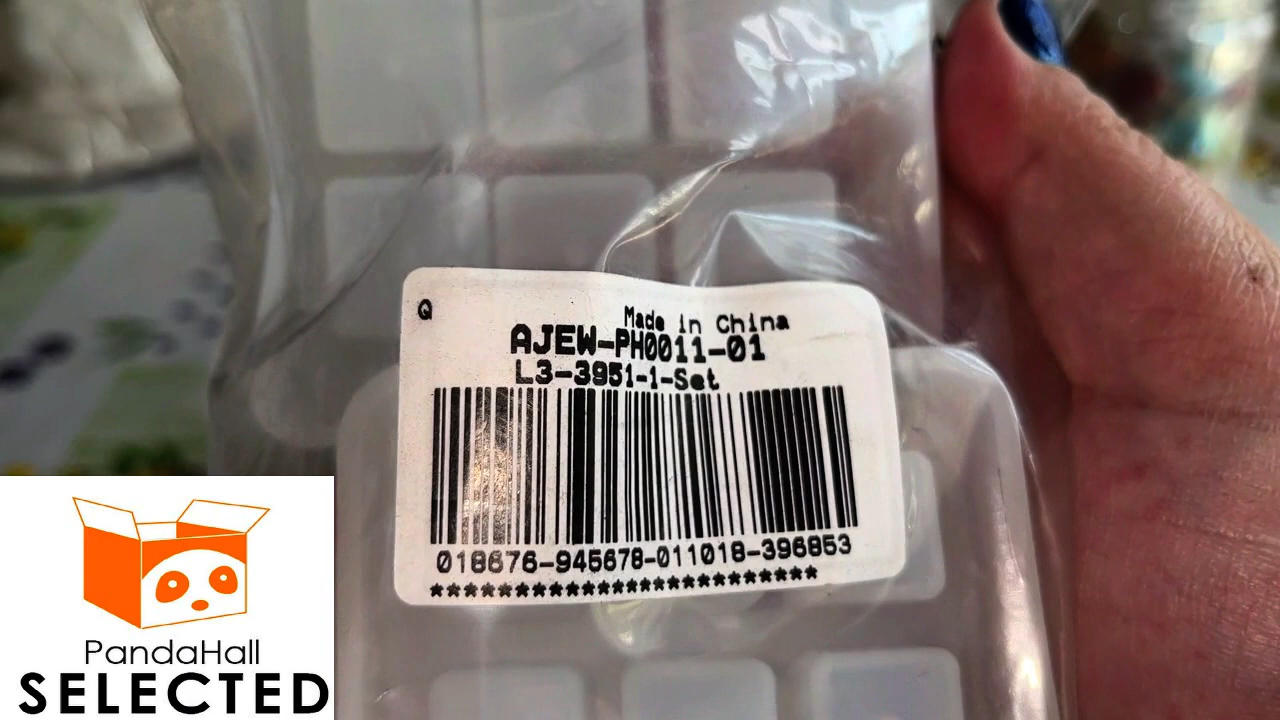 Q
Made in China
AJEW-PH0011-01
L3-3951-1-Set
018676-945678-011018-396853
***************************
PandaHall
SELECTED